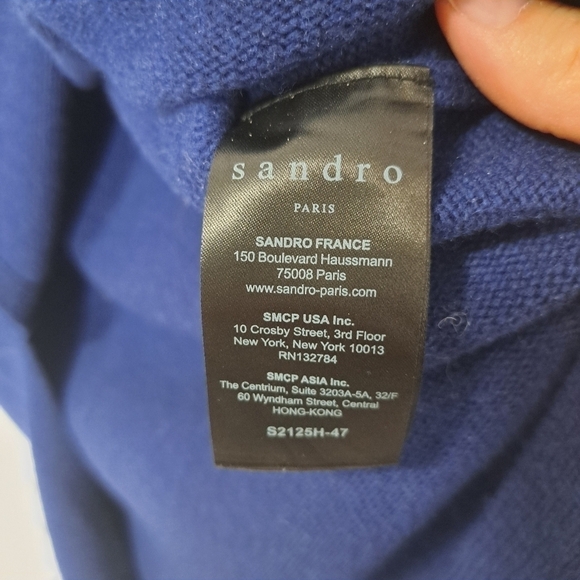 sandro
PARIS
SANDRO FRANCE
150 Boulevard Haussmann
75008 Paris
www.sandro-paris.com
SMCP USA Inc.
10 Crosby Street, 3rd Floor
New York, New York 10013
RN132784
SMCP ASIA Inc.
The Centrium, Suite 3203A-5A, 32/F
60 Wyndham Street, Central
HONG-KONG
S2125H-47